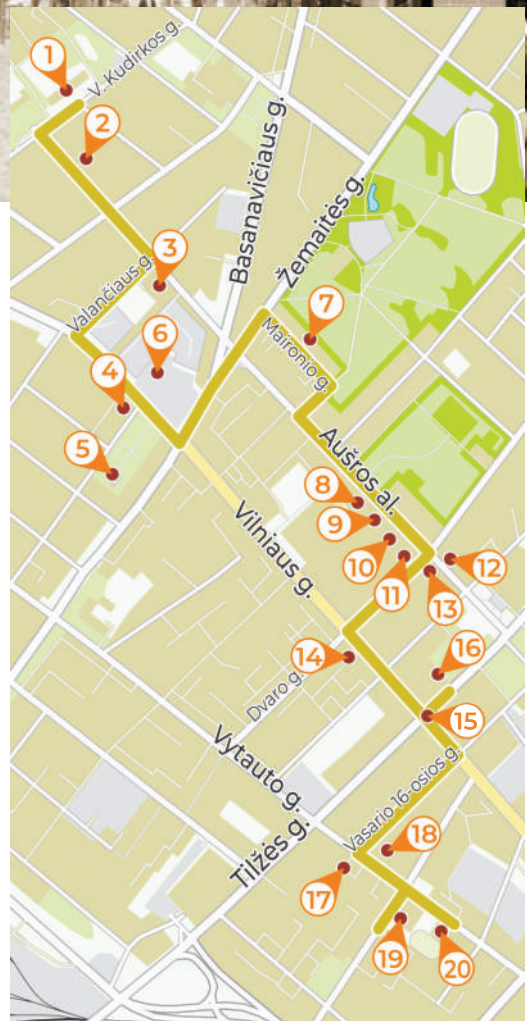 1
V. Kudirkos g.
2
Basanavičiaus g.
Žemaitės g.
3
Valančiaus g.
7
Maironio g.
6
4
5
Aušros al.
8
9
10
11
12
13
Vilniaus g.
14
16
Dvaro g.
15
Vytauto g.
Vasario 16-osios g.
Tilžės g.
18
17
19
20